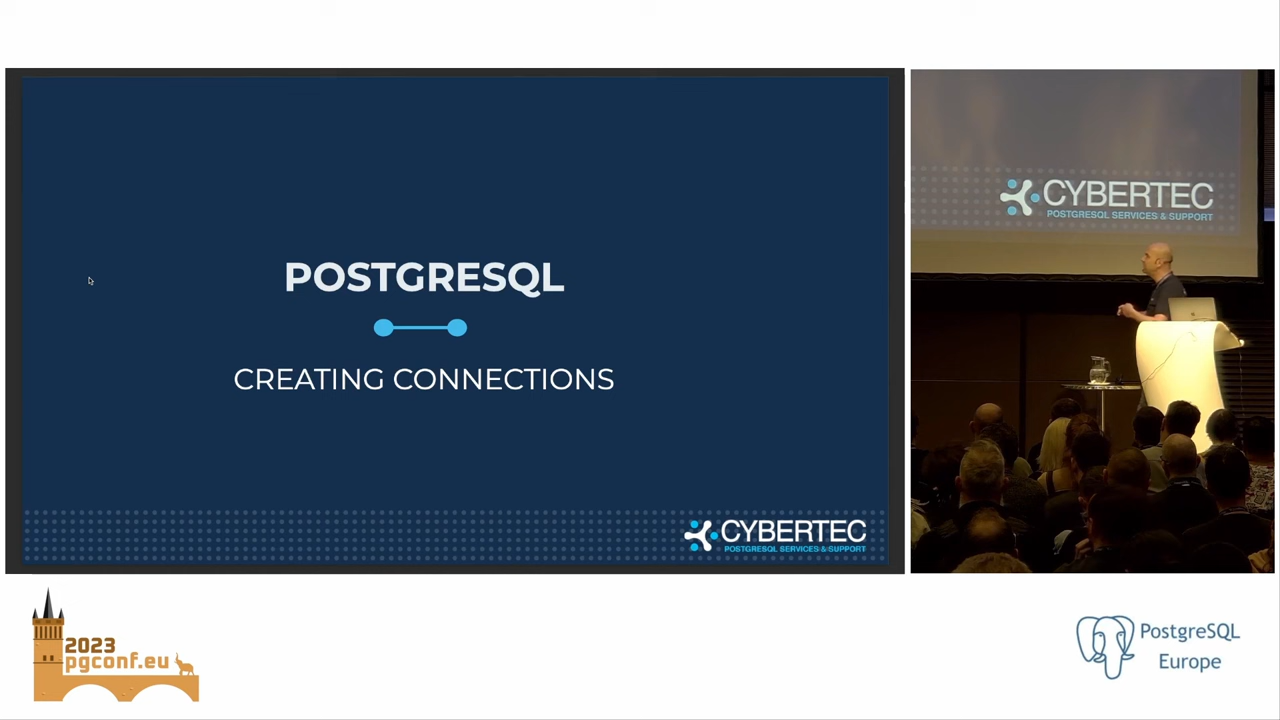 POSTGRESQL
CREATING CONNECTIONS
CYBERTEC
POSTGRESQL SERVICES & SUPPORT
CYBERTEC
POSTGRESQL SERVICES & SUPPORT
2023
pgconf.eu
PostgreSQL
Europe